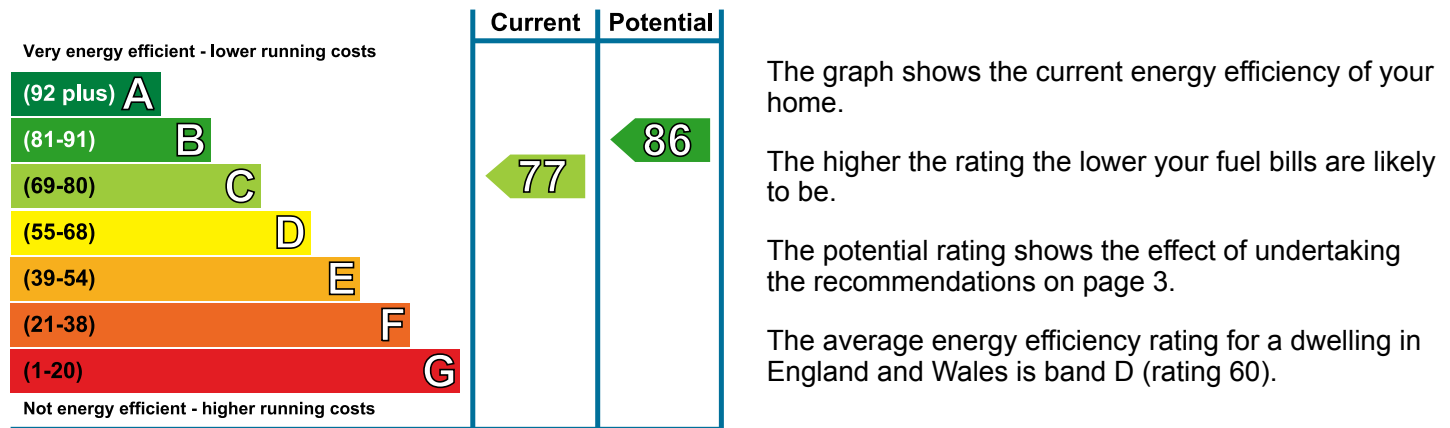 Current Potential
Very energy efficient - lower running costs
(92 plus) A
(81-91) B
86
(69-80) C
77
(55-68) D
(39-54) E
(21-38) F
(1-20) G
Not energy efficient - higher running costs
The graph shows the current energy efficiency of your
home.
The higher the rating the lower your fuel bills are likely
to be.
The potential rating shows the effect of undertaking
the recommendations on page 3.
The average energy efficiency rating for a dwelling in
England and Wales is band D (rating 60).